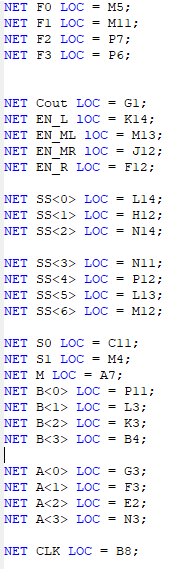 NET F0 LOC = M5;
NET F1 LOC = M11;
NET F2 LOC = P7;
NET F3 LOC = P6;
NET Cout LOC = G1;
NET EN_L lOC = K14;
NET EN_ML lOC = M13;
NET EN_MR lOC = J12;
NET EN_R LOC = F12;
NET SS<0> LOC = L14;
NET SS<1> LOC = H12;
NET SS<2> LOC = N14;
NET SS<3> LOC = N11;
NET SS<4> LOC = P12;
NET SS<5> LOC = L13;
NET SS<6> LOC = M12;
NET S0 LOC = C11;
NET S1 LOC = M4;
NET M LOC = A7;
NET B<0> LOC = P11;
NET B<1> LOC = L3;
NET B<2> LOC = K3;
NET B<3> LOC = B4;
NET A<0> LOC = G3;
NET A<1> LOC = F3;
NET A<2> LOC = E2;
NET A<3> LOC = N3;
NET CLK LOC = B8;